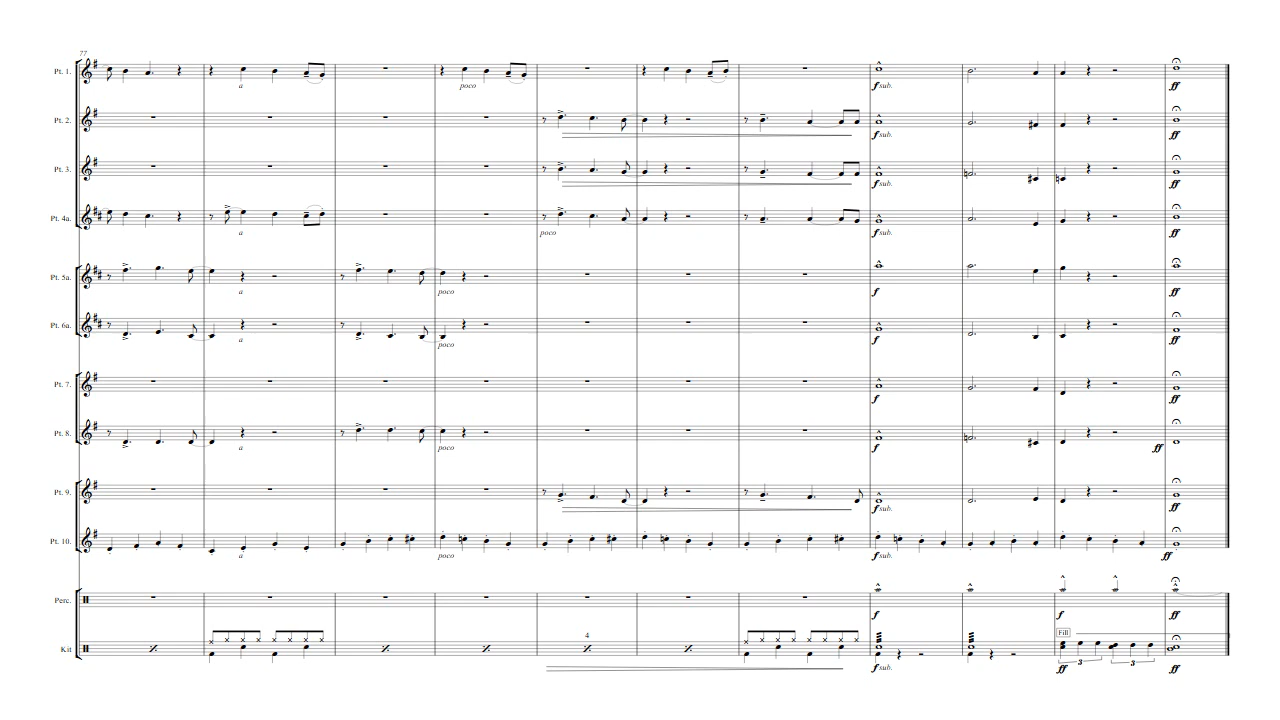 77
Pt. 1.
a
poco
f sub.
ff
Pt. 2.
f sub.
ff
Pt. 3.
f sub.
ff
Pt. 4a.
a
poco
f sub.
ff
Pt. 5a.
a
poco
f
ff
Pt. 6a.
a
poco
f
ff
Pt. 7.
f
ff
Pt. 8.
a
poco
f
ff
Pt. 9.
f sub.
ff
Pt. 10.
a
poco
f sub.
ff
Perc.
f
f
ff
4
Fill
Kit
3
3
f sub.
ff
ff